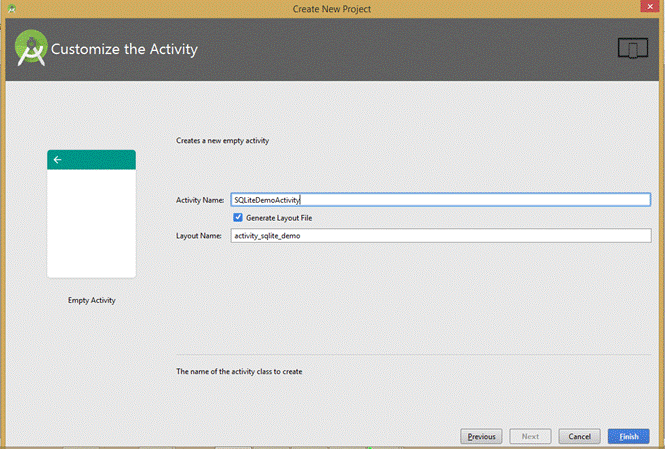 Create New Project
Customize the Activity
Creates a new empty activity
Activity Name: SQLiteDemoActivity
Generate Layout File
Layout Name: activity_sqlite_demo
Empty Activity
The name of the activity class to create
Previous Next Cancel Finish